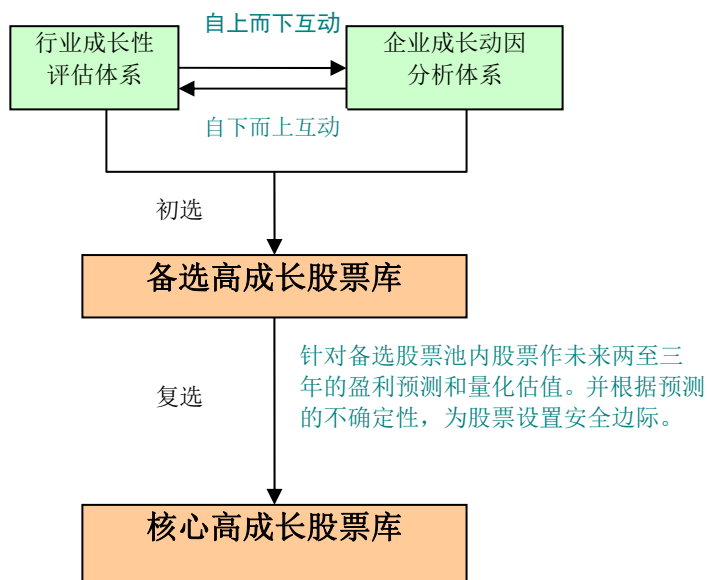 自上而下互动
行业成长性
评估体系
企业成长动因
分析体系
自下而上互动
初选
备选高成长股票库
针对备选股票池内股票作未来两至三
年的盈利预测和量化估值。并根据预测
的不确定性，为股票设置安全边际。
复选
核心高成长股票库